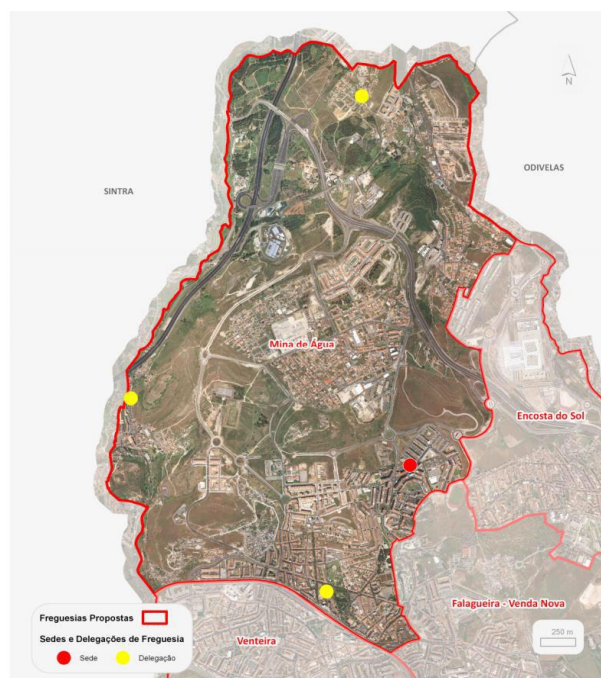 N
ODIVELAS
SINTRA
Mina de Água
Encosta do Sol
Falagueira - Venda Nova
Venteira
Freguesias Propostas
Sedes e Delegações de Freguesia
Sede
Delegação
250 m